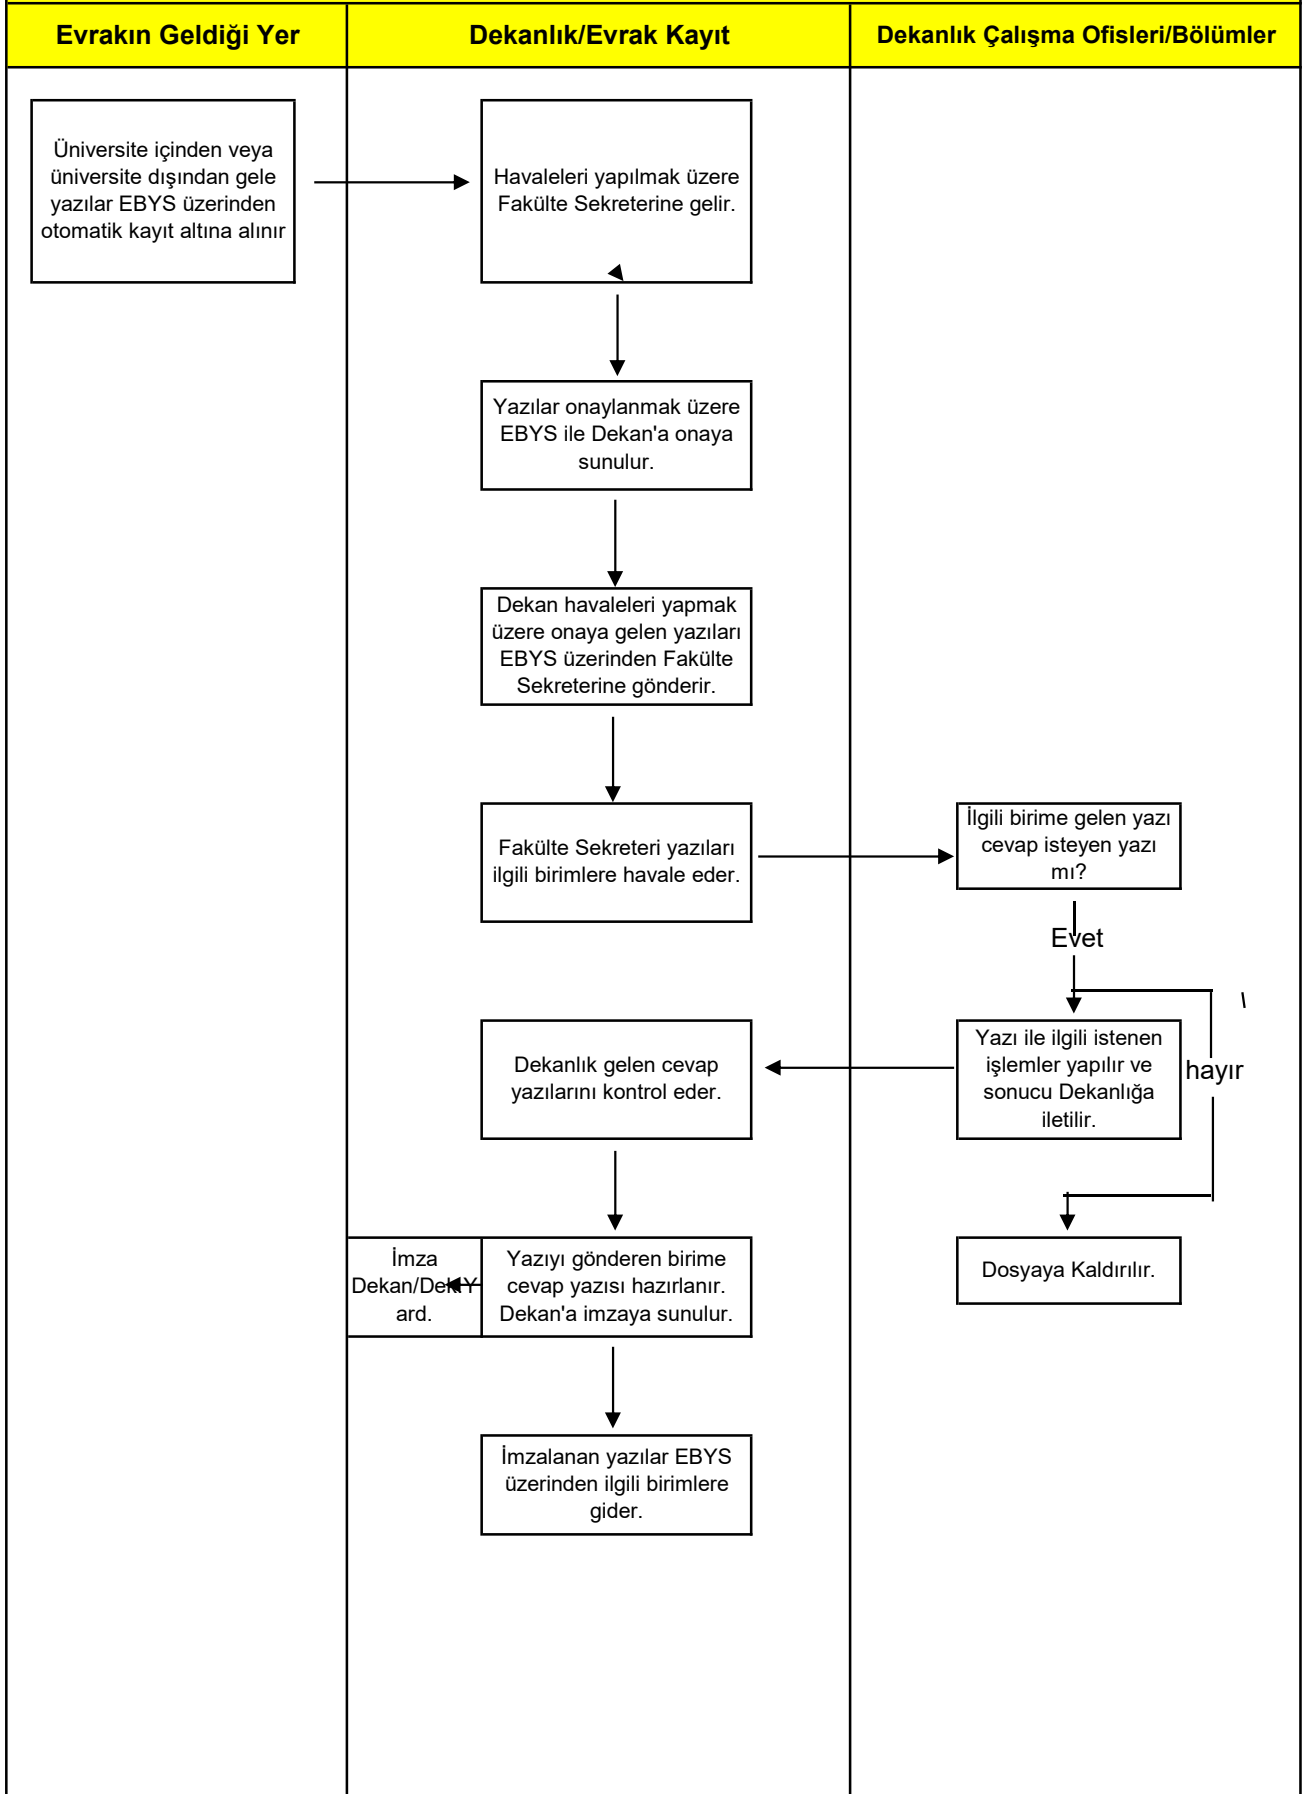 Evrakın Geldiği Yer
Dekanlık/Evrak Kayıt
Dekanlık Çalışma Ofisleri/Bölümler
Üniversite içinden veya
üniversite dışından gele
yazılar EBYS üzerinden
otomatik kayıt altına alınır
Havaleleri yapılmak üzere
Fakülte Sekreterine gelir.
Yazılar onaylanmak üzere
EBYS ile Dekan'a onaya
sunulur.
Dekan havaleleri yapmak
üzere onaya gelen yazıları
EBYS üzerinden Fakülte
Sekreterine gönderir.
Fakülte Sekreteri yazıları
ilgili birimlere havale eder.
İlgili birime gelen yazı
cevap isteyen yazı
mı?
Evet
Yazı ile ilgili istenen
işlemler yapılır ve
sonucu Dekanlığa
iletilir.
hayır
Dekanlık gelen cevap
yazılarını kontrol eder.
Dosyaya Kaldırılır.
Yazıyı gönderen birime
cevap yazısı hazırlanır.
Dekan'a imzaya sunulur.
İmza
Dekan/Dek.Y
ard.
İmzalanan yazılar EBYS
üzerinden ilgili birimlere
gider.